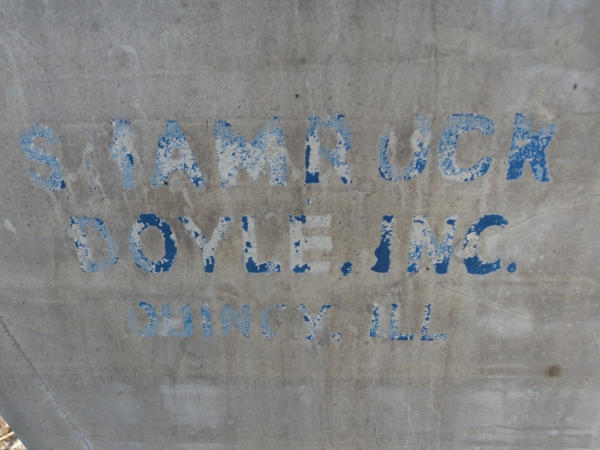 SHAMROCK
DOYLE, INC.
QUINCY, ILL